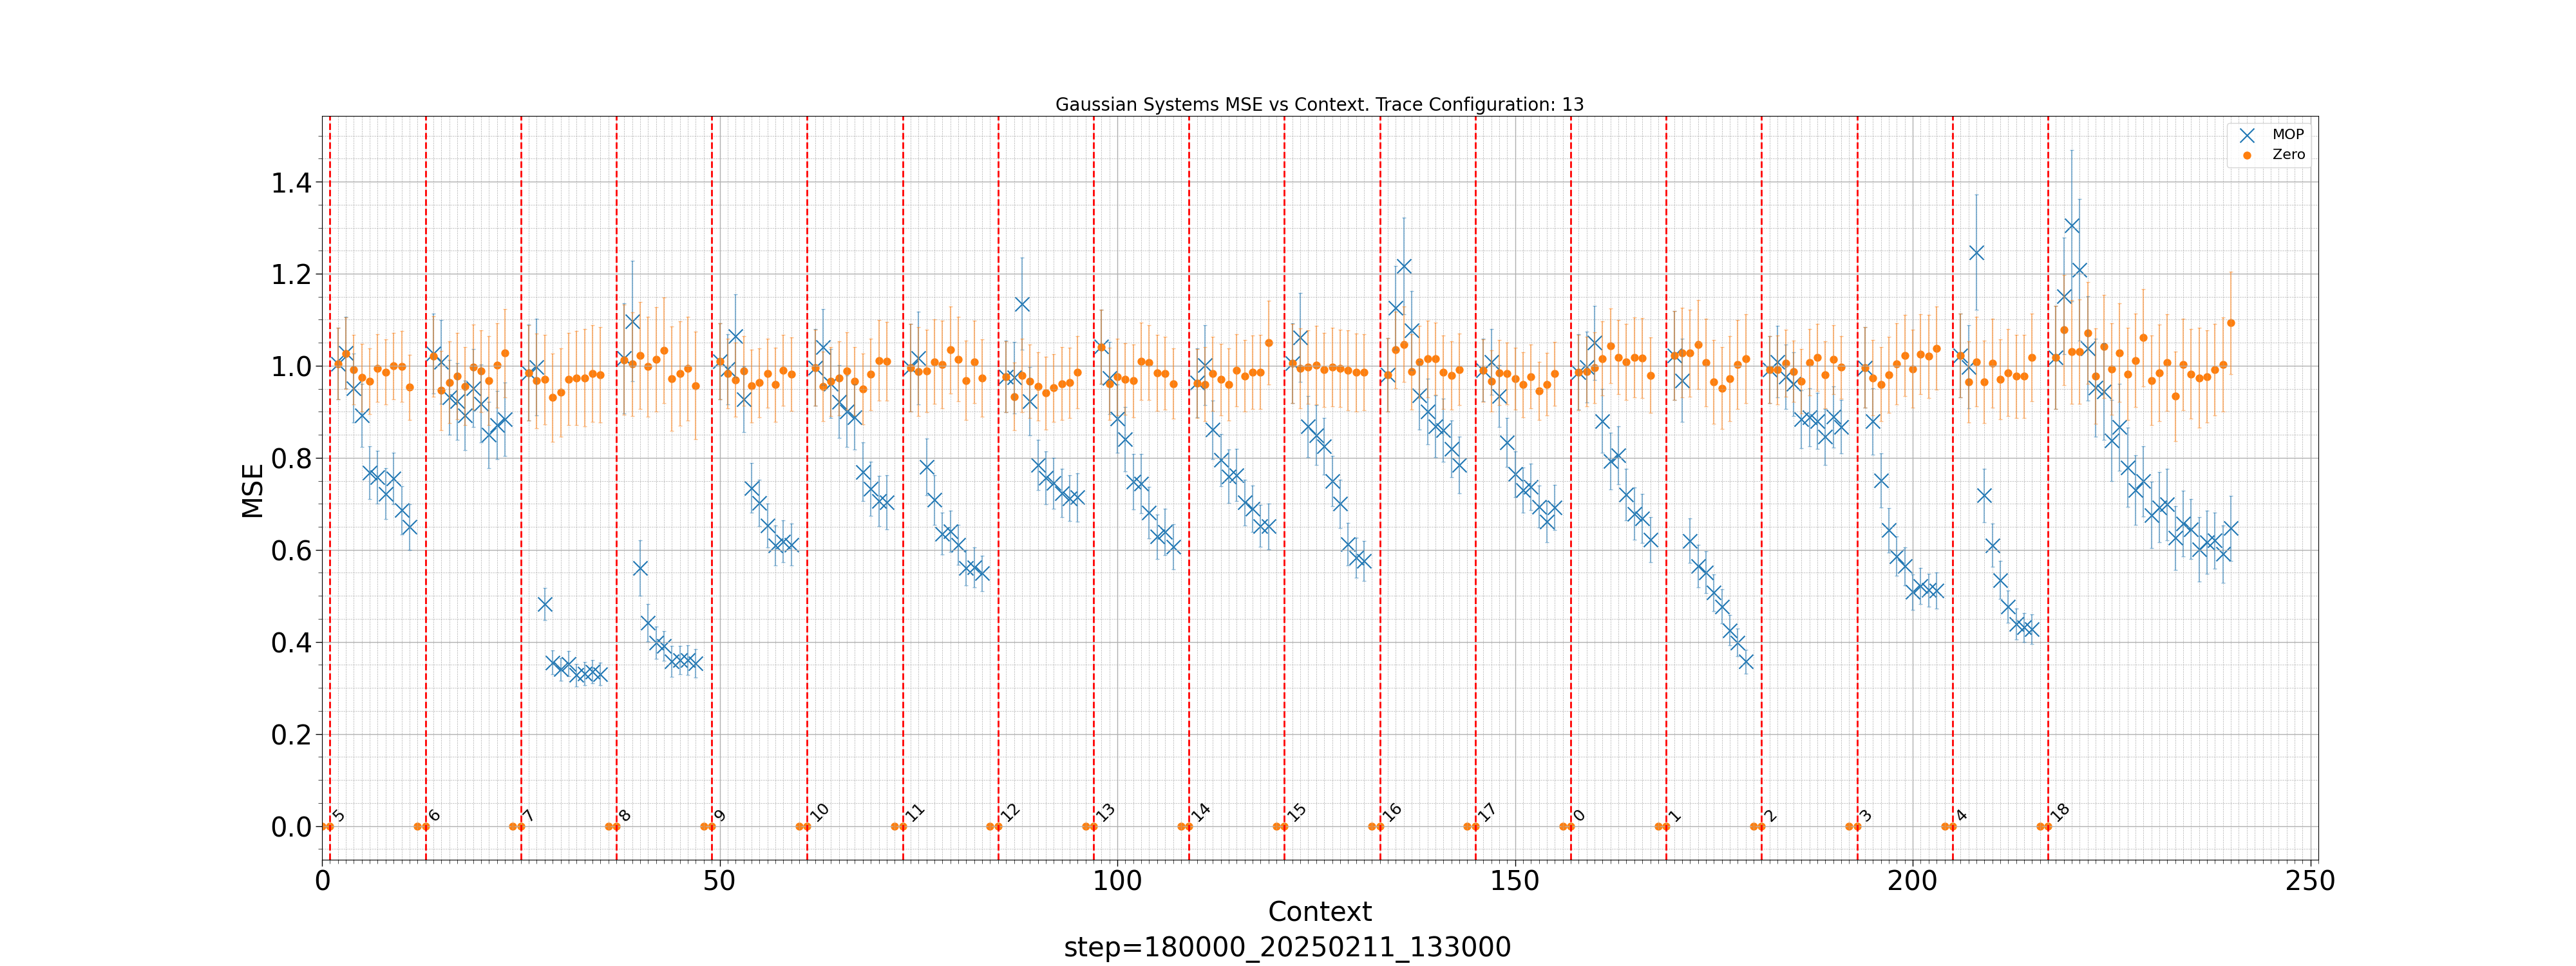 Gaussian Systems MSE vs Context. Trace Configuration: 13
MOP
Zero
MSE
1.4
1.2
1.0
0.8
0.6
0.4
0.2
0.0
5 6 7 8 9 10 11 12 13 14 15 16 17 0 1 2 3 4 18
0 50 100 150 200 250
Context
step=180000_20250211_133000